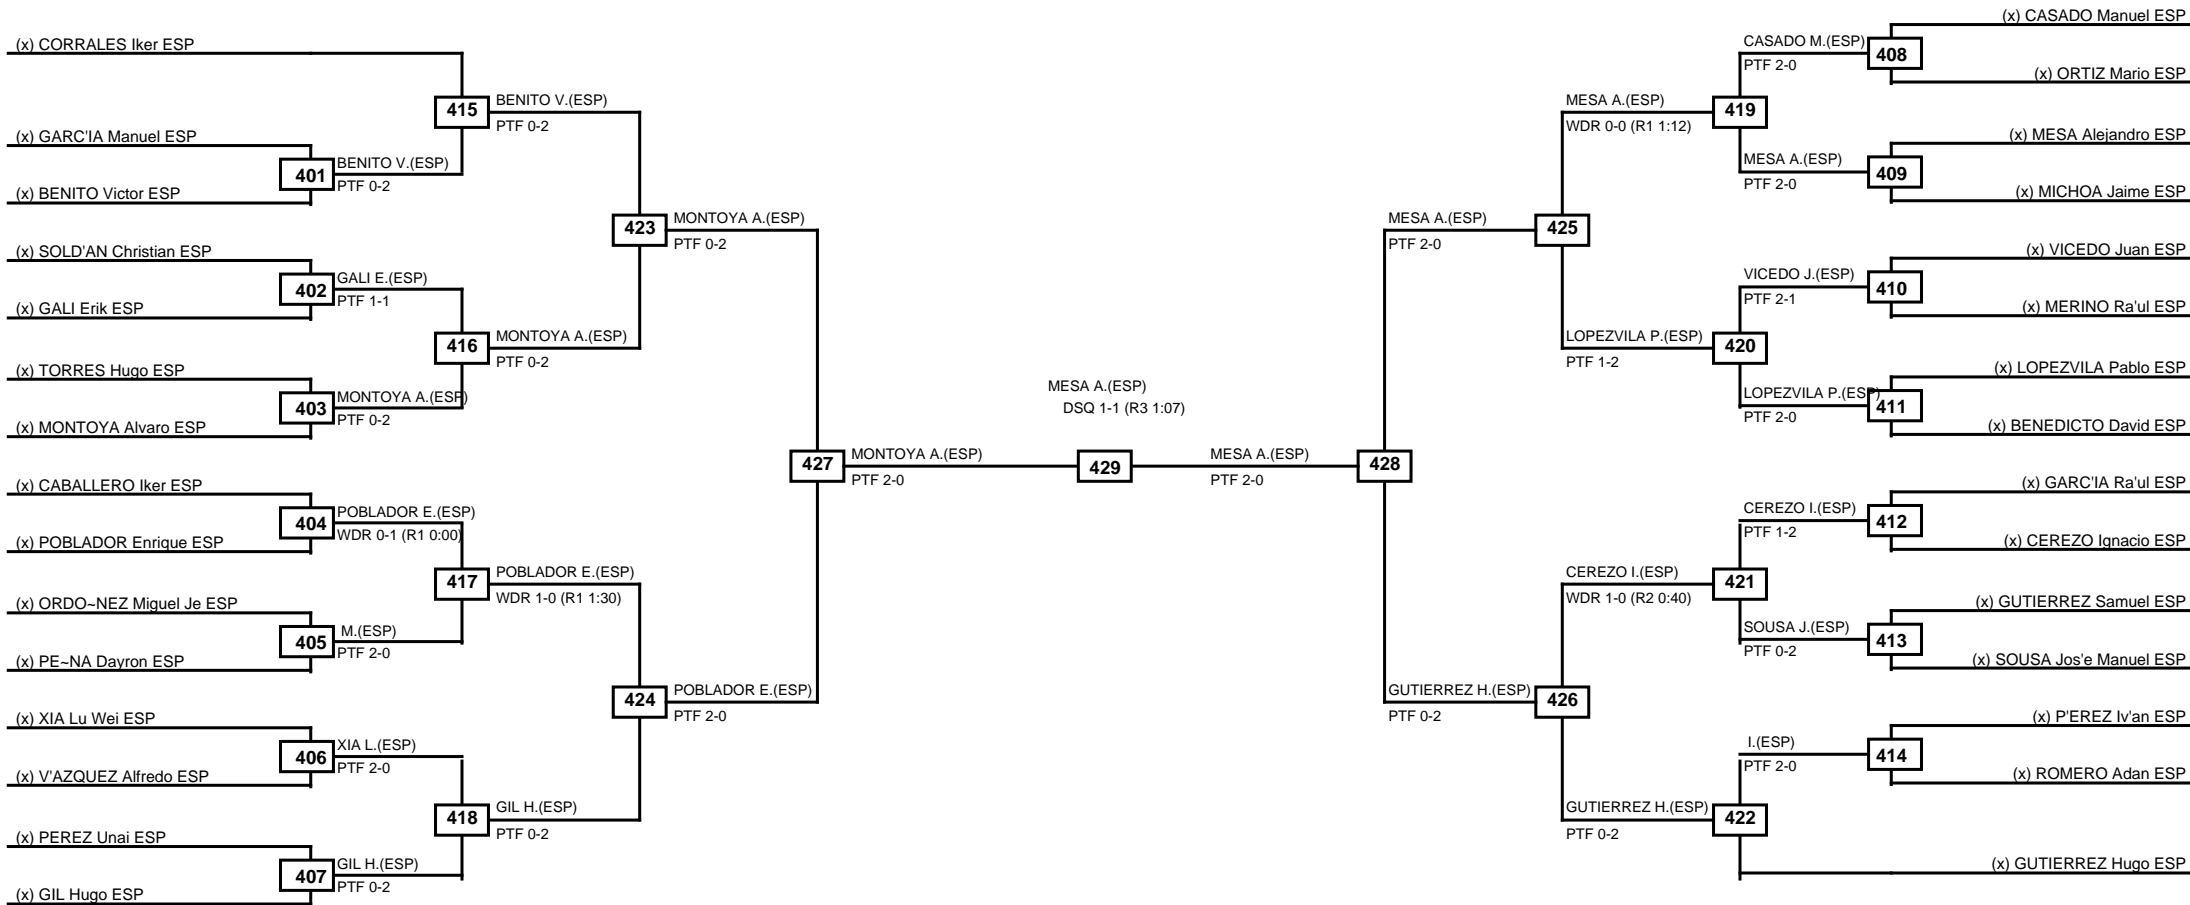 (x) CORRALES Iker ESP
415
BENITO V.(ESP)
PTF 0-2
(x) GARC'IA Manuel ESP
401
BENITO V.(ESP)
PTF 0-2
(x) BENITO Victor ESP
423
MONTOYA A.(ESP)
PTF 0-2
(x) SOLD'AN Christian ESP
402
GALI E.(ESP)
PTF 1-1
(x) GALI Erik ESP
416
MONTOYA A.(ESP)
PTF 0-2
(x) TORRES Hugo ESP
403
MONTOYA A.(ESP)
PTF 0-2
(x) MONTOYA Alvaro ESP
427
MONTOYA A.(ESP)
PTF 2-0
(x) CABALLERO Iker ESP
404
POBLADOR E.(ESP)
WDR 0-1 (R1 0:00)
(x) POBLADOR Enrique ESP
417
POBLADOR E.(ESP)
WDR 1-0 (R1 1:30)
(x) ORDO~NEZ Miguel Je ESP
405
M.(ESP)
PTF 2-0
(x) PE~NA Dayron ESP
424
POBLADOR E.(ESP)
PTF 2-0
(x) XIA Lu Wei ESP
406
XIA L.(ESP)
PTF 2-0
(x) V'AZQUEZ Alfredo ESP
418
GIL H.(ESP)
PTF 0-2
(x) PEREZ Unai ESP
407
GIL H.(ESP)
PTF 0-2
(x) GIL Hugo ESP
MESA A.(ESP)
DSQ 1-1 (R3 1:07)
429
MESA A.(ESP)
PTF 2-0
428
(x) CASADO Manuel ESP
CASADO M.(ESP)
PTF 2-0
408
(x) ORTIZ Mario ESP
MESA A.(ESP)
WDR 0-0 (R1 1:12)
419
(x) MESA Alejandro ESP
MESA A.(ESP)
PTF 2-0
409
(x) MICHOA Jaime ESP
MESA A.(ESP)
PTF 2-0
425
(x) VICEDO Juan ESP
VICEDO J.(ESP)
PTF 2-1
410
(x) MERINO Ra'ul ESP
LOPEZVILA P.(ESP)
PTF 1-2
420
(x) LOPEZVILA Pablo ESP
LOPEZVILA P.(ESP)
PTF 2-0
411
(x) BENEDICTO David ESP
(x) GARC'IA Ra'ul ESP
CEREZO I.(ESP)
PTF 1-2
412
(x) CEREZO Ignacio ESP
CEREZO I.(ESP)
WDR 1-0 (R2 0:40)
421
(x) GUTIERREZ Samuel ESP
SOUSA J.(ESP)
PTF 0-2
413
(x) SOUSA Jos'e Manuel ESP
GUTIERREZ H.(ESP)
PTF 0-2
426
(x) P'EREZ Iv'an ESP
I.(ESP)
PTF 2-0
414
(x) ROMERO Adan ESP
GUTIERREZ H.(ESP)
PTF 0-2
422
(x) GUTIERREZ Hugo ESP